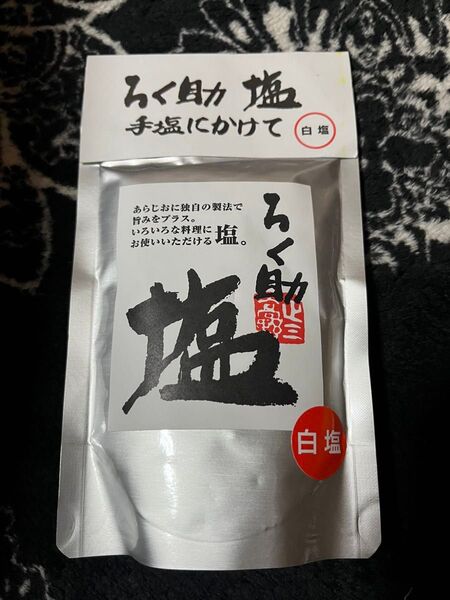 ろく助 塩
手塩にかけて
白塩
あらじおに独自の製法で
旨みをプラス。
いろいろな料理に
お使いいただける塩。
ろく助
塩
白塩